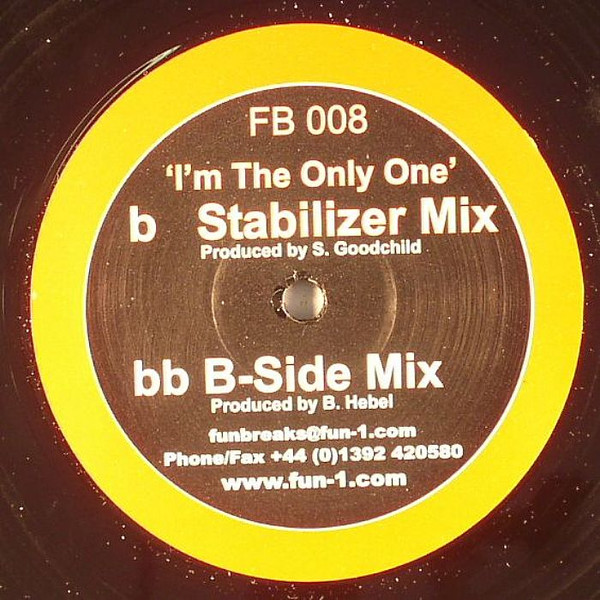 FB 008
'I'm The Only One'
b Stabilizer Mix
Produced by S. Goodchild
bb B-Side Mix
Produced by B. Hebel
funbreaks@fun-1.com
Phone/Fax +44 (0)1392 420580
www.fun-1.com